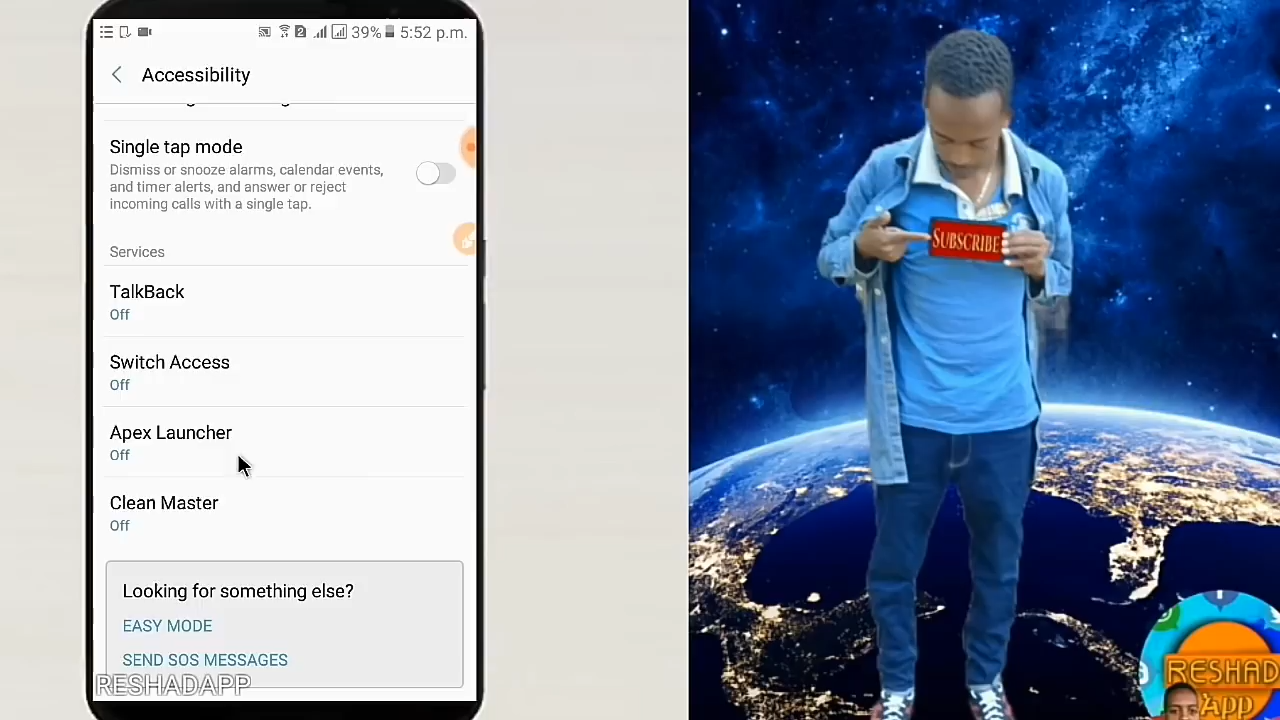 39% 5:52 p.m.
Accessibility
Single tap mode
Dismiss or snooze alarms, calendar events,
and timer alerts, and answer or reject
incoming calls with a single tap.
Services
TalkBack
Off
Switch Access
Off
Apex Launcher
Off
Clean Master
Off
Looking for something else?
EASY MODE
SEND SOS MESSAGES
RESHADAPP
SUBSCRIBE
RESHAD
App